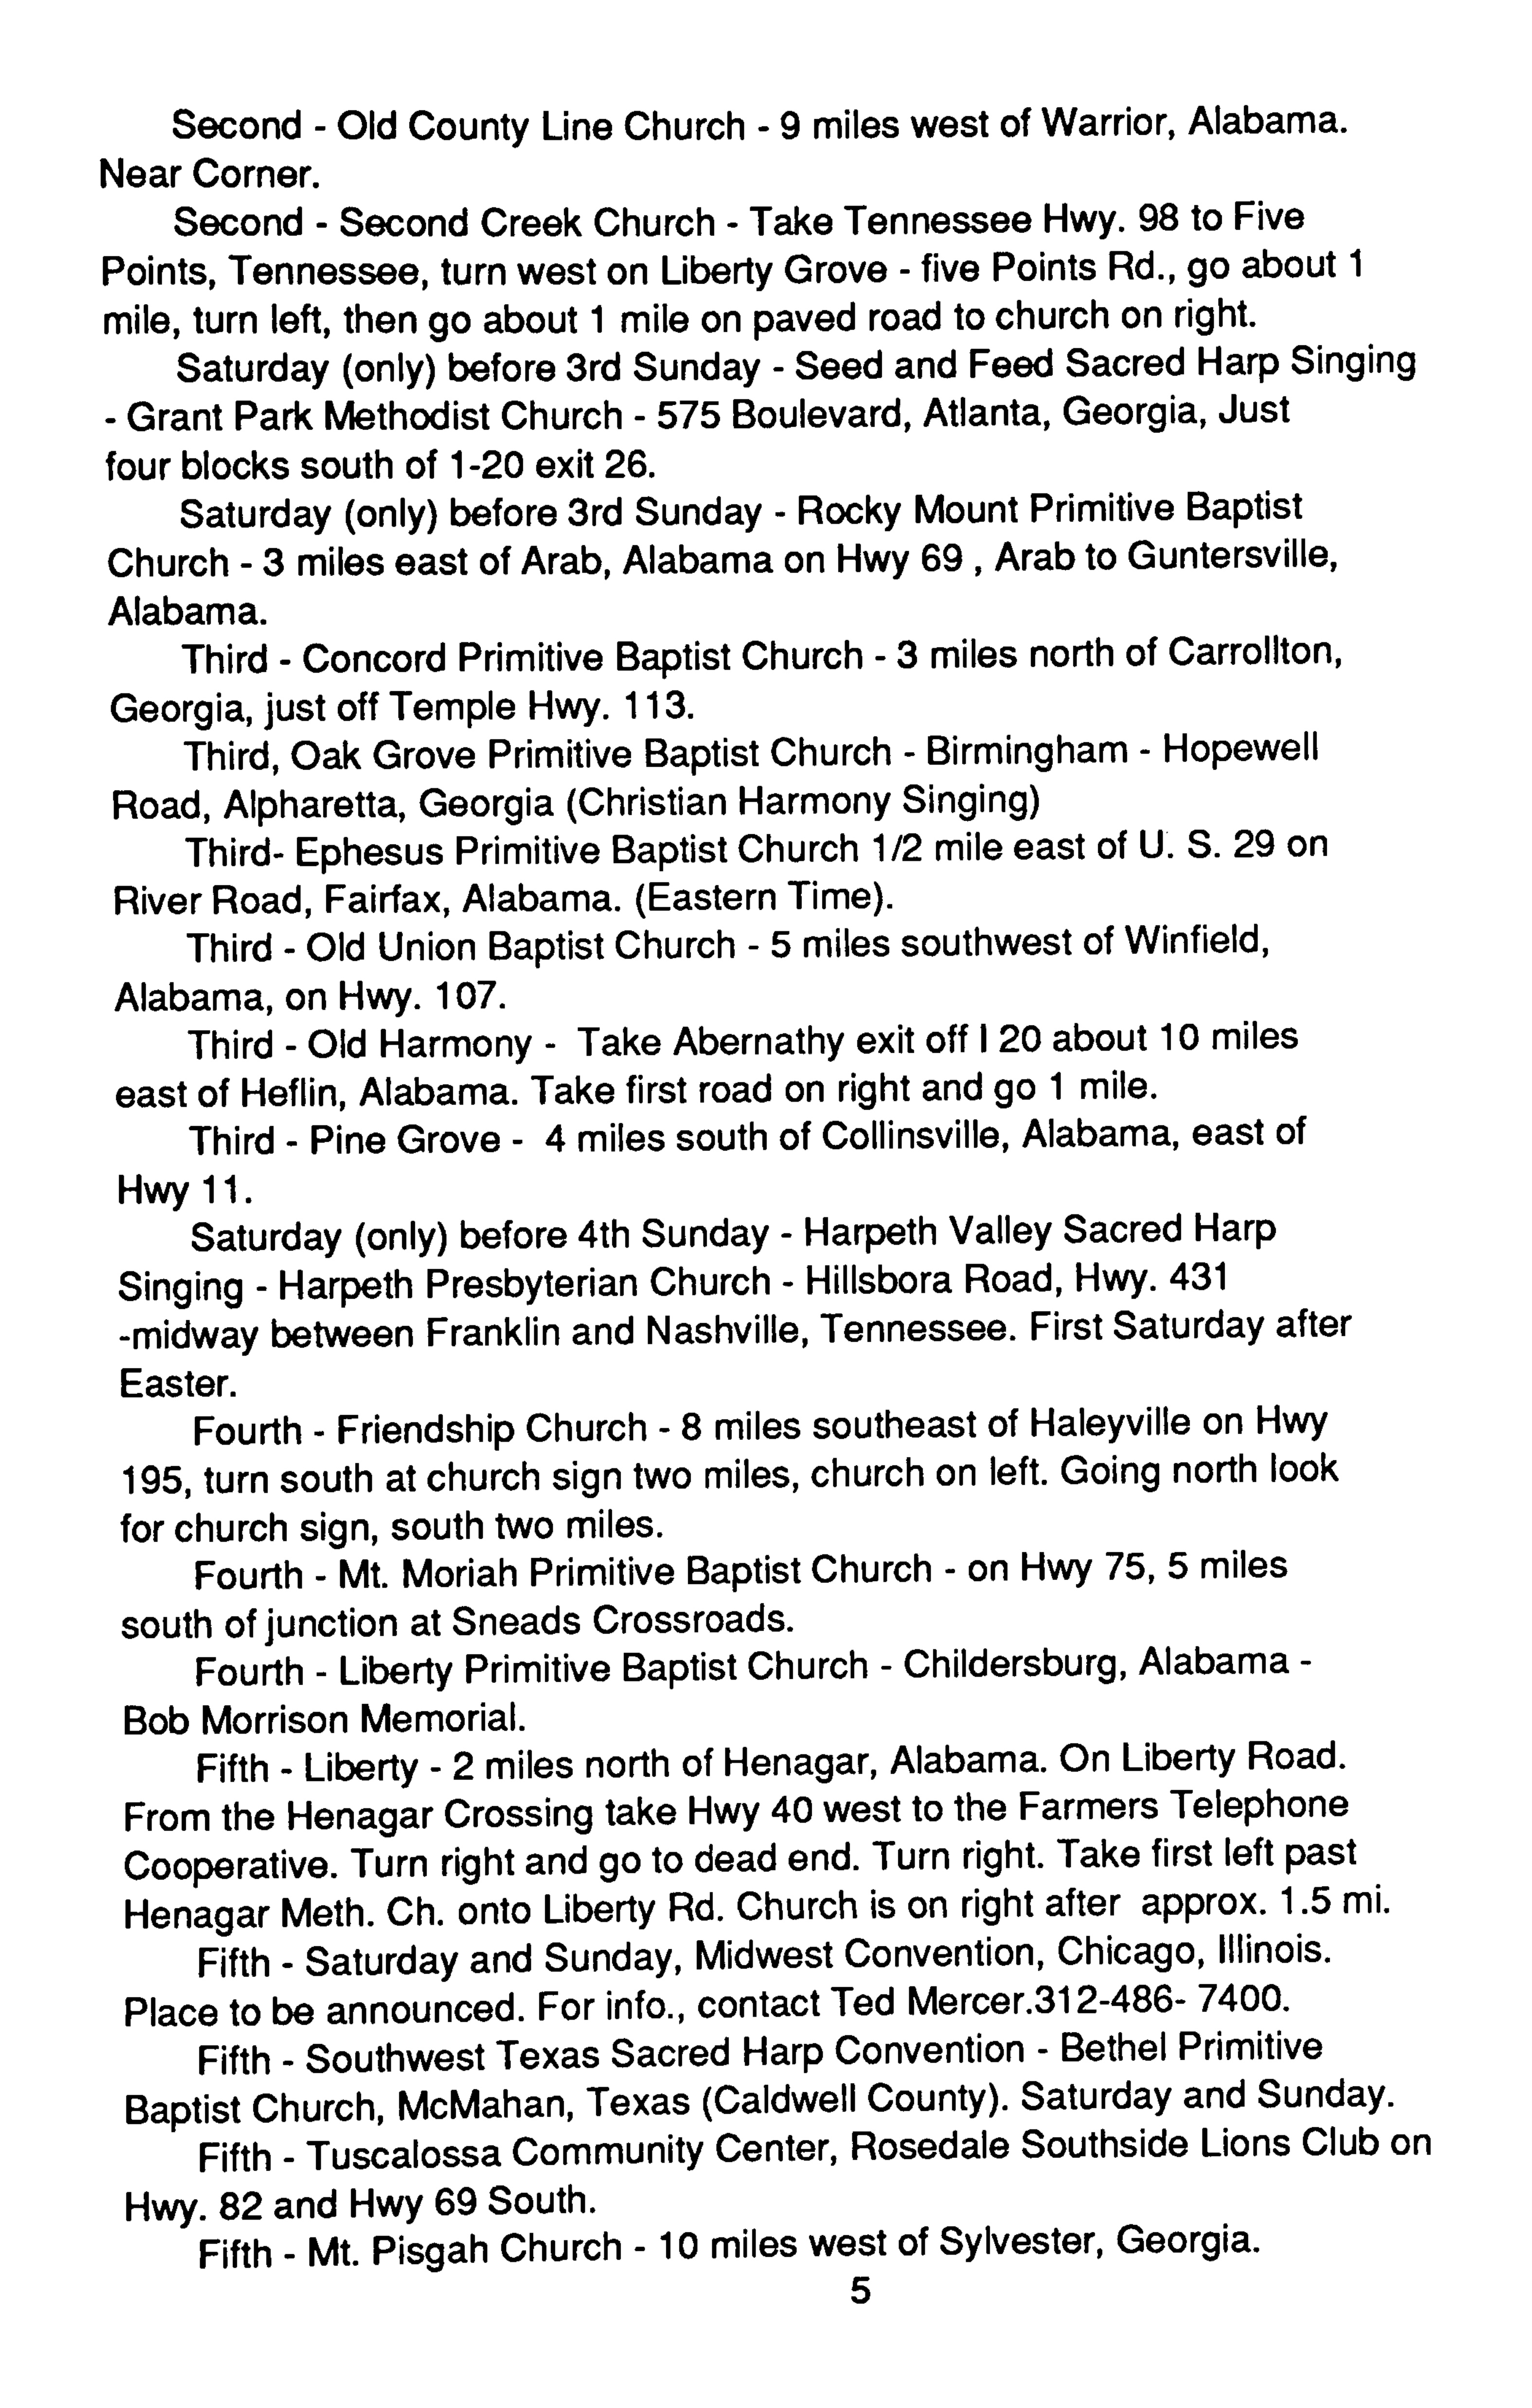 Second - Old County Line Church - 9 miles west of Warrior, Alabama.
Near Corner.
Second - Second Creek Church - Take Tennessee Hwy. 98 to Five
Points, Tennessee, turn west on Liberty Grove - five Points Rd., go about 1
mile, turn left, then go about 1 mile on paved road to church on right.
Saturday (only) before 3rd Sunday - Seed and Feed Sacred Harp Singing
- Grant Park Methodist Church - 575 Boulevard, Atlanta, Georgia, Just
four blocks south of 1-20 exit 26.
Saturday (only) before 3rd Sunday - Rocky Mount Primitive Baptist
Church - 3 miles east of Arab, Alabama on Hwy 69 , Arab to Guntersville,
Alabama.
Third - Concord Primitive Baptist Church - 3 miles north of Carrollton,
Georgia, just off Temple Hwy. 113.
Third, Oak Grove Primitive Baptist Church - Birmingham - Hopewell
Road, Alpharetta, Georgia (Christian Harmony Singing)
Third- Ephesus Primitive Baptist Church 1/2 mile east of U. S. 29 on
River Road, Fairfax, Alabama. (Eastern Time).
Third - Old Union Baptist Church - 5 miles southwest of Winfield,
Alabama, on Hwy. 107.
Third - Old Harmony - Take Abernathy exit off I 20 about 10 miles
east of Heflin, Alabama. Take first road on right and go 1 mile.
Third - Pine Grove - 4 miles south of Collinsville, Alabama, east of
Hwy 11.
Saturday (only) before 4th Sunday - Harpeth Valley Sacred Harp
Singing - Harpeth Presbyterian Church - Hillsbora Road, Hwy. 431
-midway between Franklin and Nashville, Tennessee. First Saturday after
Easter.
Fourth - Friendship Church - 8 miles southeast of Haleyville on Hwy
195, turn south at church sign two miles, church on left. Going north look
for church sign, south two miles.
Fourth - Mt. Moriah Primitive Baptist Church - on Hwy 75, 5 miles
south of junction at Sneads Crossroads.
Fourth - Liberty Primitive Baptist Church - Childersburg, Alabama -
Bob Morrison Memorial.
Fifth - Liberty - 2 miles north of Henagar, Alabama. On Liberty Road.
From the Henagar Crossing take Hwy 40 west to the Farmers Telephone
Cooperative. Turn right and go to dead end. Turn right. Take first left past
Henagar Meth. Ch. onto Liberty Rd. Church is on right after approx. 1.5 mi.
Fifth - Saturday and Sunday, Midwest Convention, Chicago, Illinois.
Place to be announced. For info., contact Ted Mercer.312-486- 7400.
Fifth - Southwest Texas Sacred Harp Convention - Bethel Primitive
Baptist Church, McMahan, Texas (Caldwell County). Saturday and Sunday.
Fifth - Tuscalossa Community Center, Rosedale Southside Lions Club on
Hwy. 82 and Hwy 69 South.
Fifth - Mt. Pisgah Church - 10 miles west of Sylvester, Georgia.
5